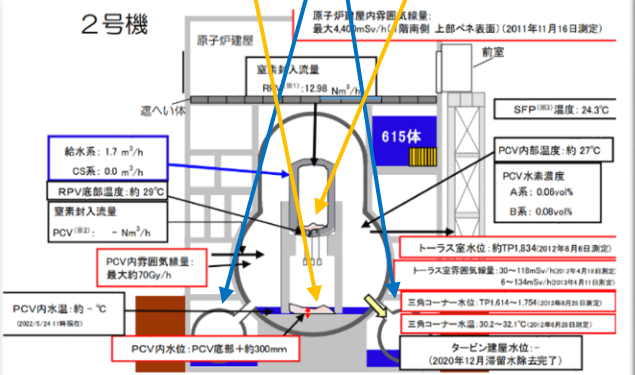 ２号機
原子炉建屋内雰囲気線量:
最大4,400mSv/h(1階南側 上部ペネ表面)(2011年11月16日測定)
原子炉建屋
前室
窒素封入流量
RPV(※1):12.98 Nm³/h
遮へい体
SFP(※3)温度: 24.3℃
615体
給水系: 1.7 m³/h
CS系: 0.0 m³/h
PCV内部温度:約 27℃
RPV底部温度:約 29℃
PCV水素濃度
A系: 0.06vol%
B系: 0.08vol%
窒素封入流量
PCV(※2): －Nm³/h
トーラス室水位:約TP1,834(2012年6月6日測定)
PCV内雰囲気線量:
最大約70Gy/h
トーラス室雰囲気線量:30～118mSv/h(2012年4月18日測定)
6～134mSv/h(2013年4月11日測定)
三角コーナー水位:TP1,614～1,754(2012年6月28日測定)
PCV内水温:約－℃
(2022/5/24 11時現在)
三角コーナー水温:30.2～32.1℃(2012年6月28日測定)
PCV内水位:PCV底部＋約300mm
タービン建屋水位:－
(2020年12月滞留水除去完了)